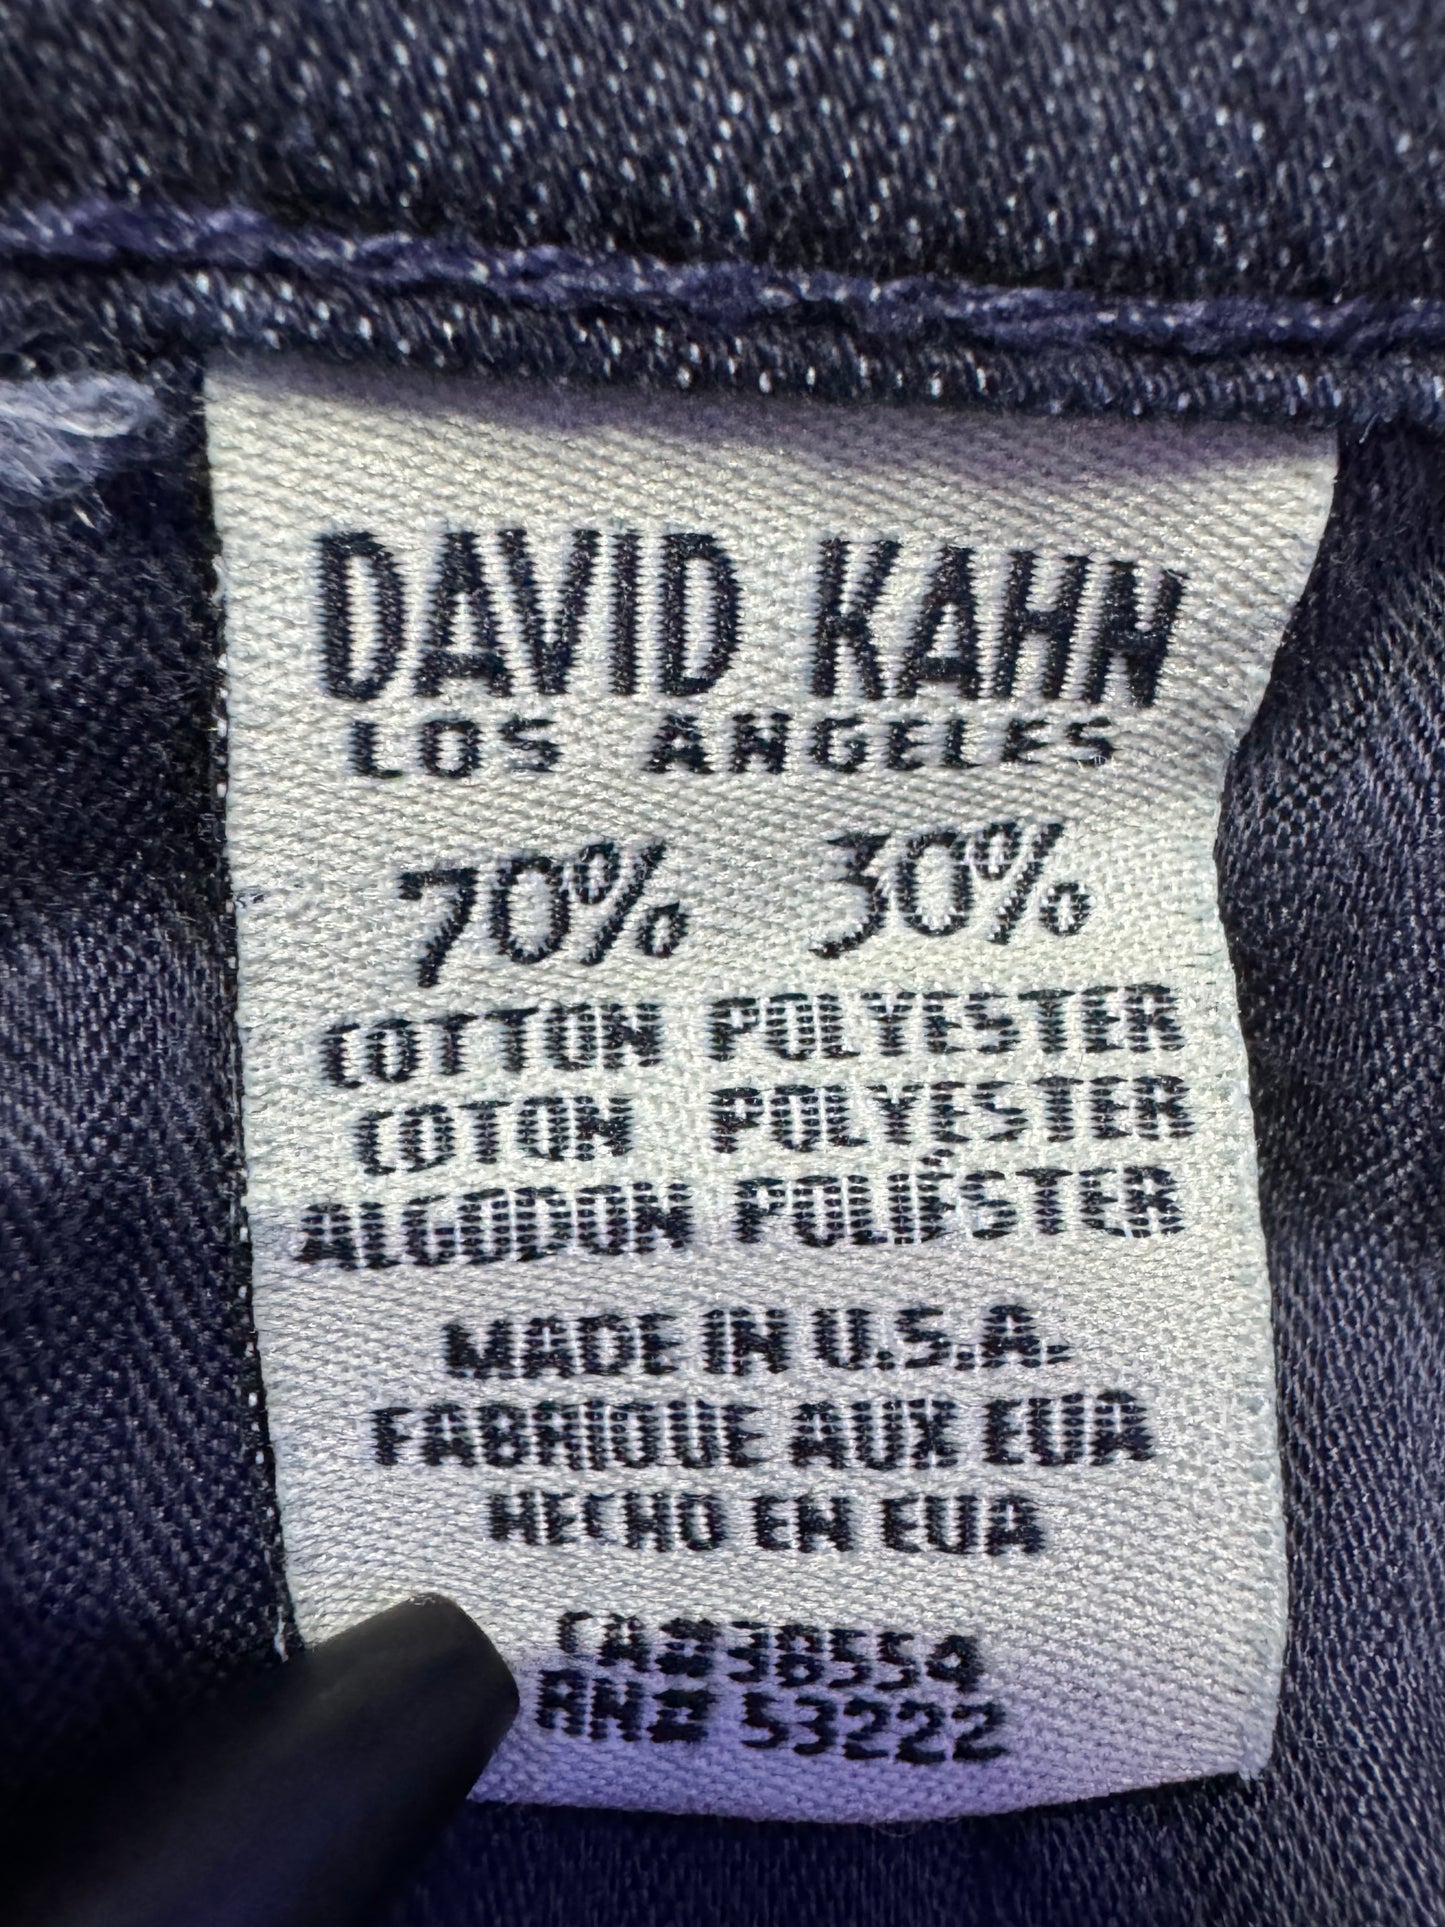 DAVID KAHN
LOS ANGELES
70% 30%
COTTON POLYESTER
COTON POLYESTER
ALGODON POLIÉSTER
MADE IN U.S.A.
FABRIQUE AUX EUA
HECHO EN EUA
CA#38554
RN# 53222